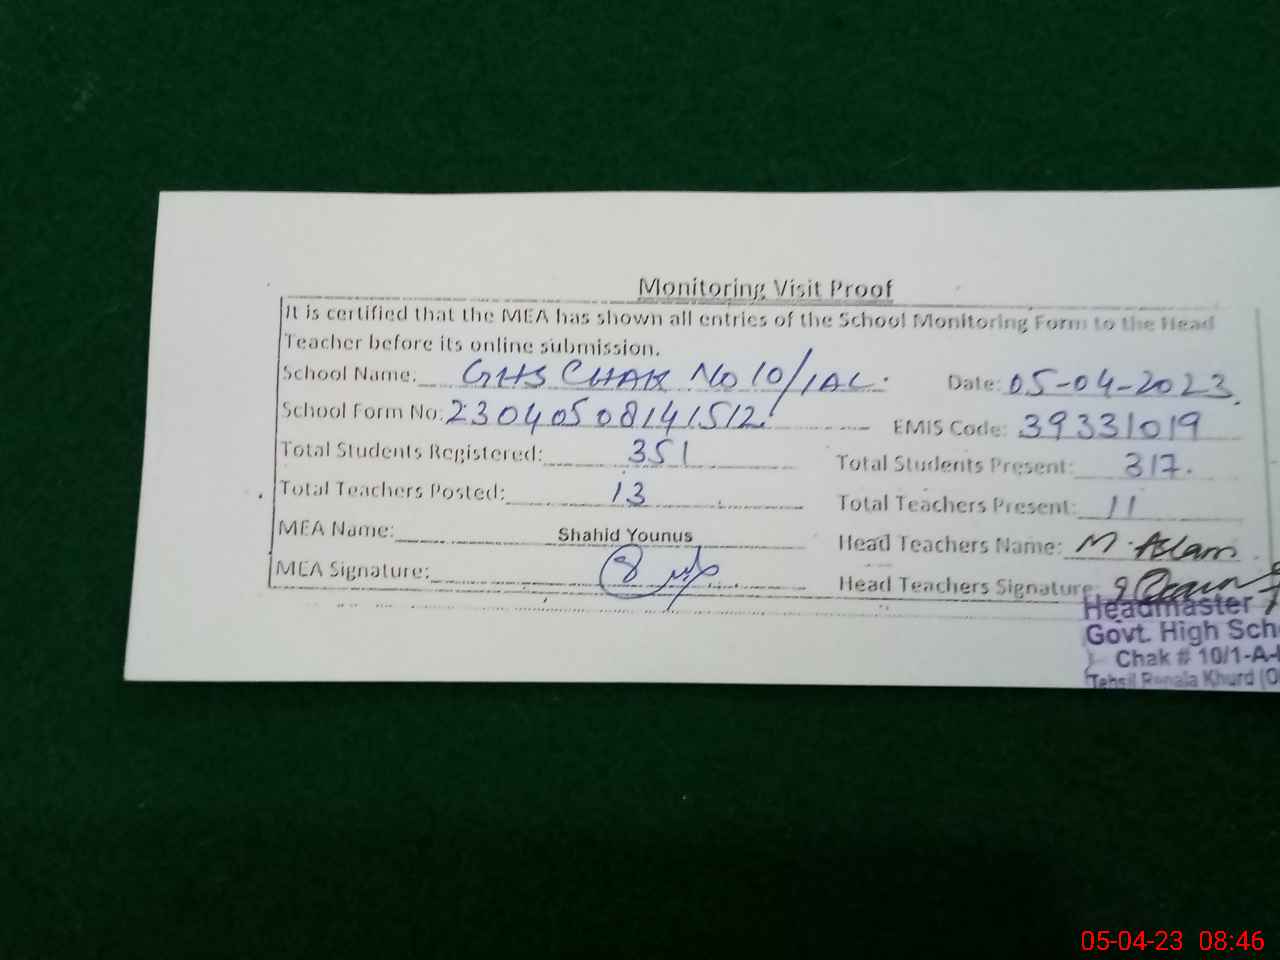 Monitoring Visit Proof
It is certified that the MEA has shown all entries of the School Monitoring Form to the Head
Teacher before its online submission.
School Name: GHS CHAK No 10/1AL. Date: 05-04-2023.
School Form No: 23040508141512 EMIS Code: 39331019
Total Students Registered: 351 Total Students Present: 317.
Total Teachers Posted: 13 Total Teachers Present: 11
MEA Name: Shahid Younus Head Teachers Name: M. Aslam
MEA Signature: Head Teachers Signature:
Headmaster
Govt. High Sch
Chak # 10/1-A-
Tehsil Renala Khurd (O
05-04-23 08:46